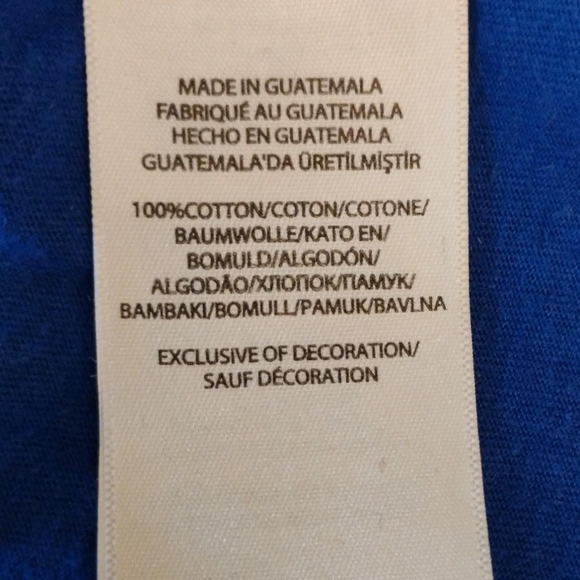 MADE IN GUATEMALA
FABRIQUÉ AU GUATEMALA
HECHO EN GUATEMALA
GUATEMALA'DA ÜRETİLMİŞTİR
100%COTTON/COTON/COTONE/
BAUMWOLLE/KATO EN/
BOMULD/ALGODÓN/
ALGODÃO/ХЛОПОК/ПАМУК/
BAMBAKI/BOMULL/PAMUK/BAVLNA
EXCLUSIVE OF DECORATION/
SAUF DÉCORATION